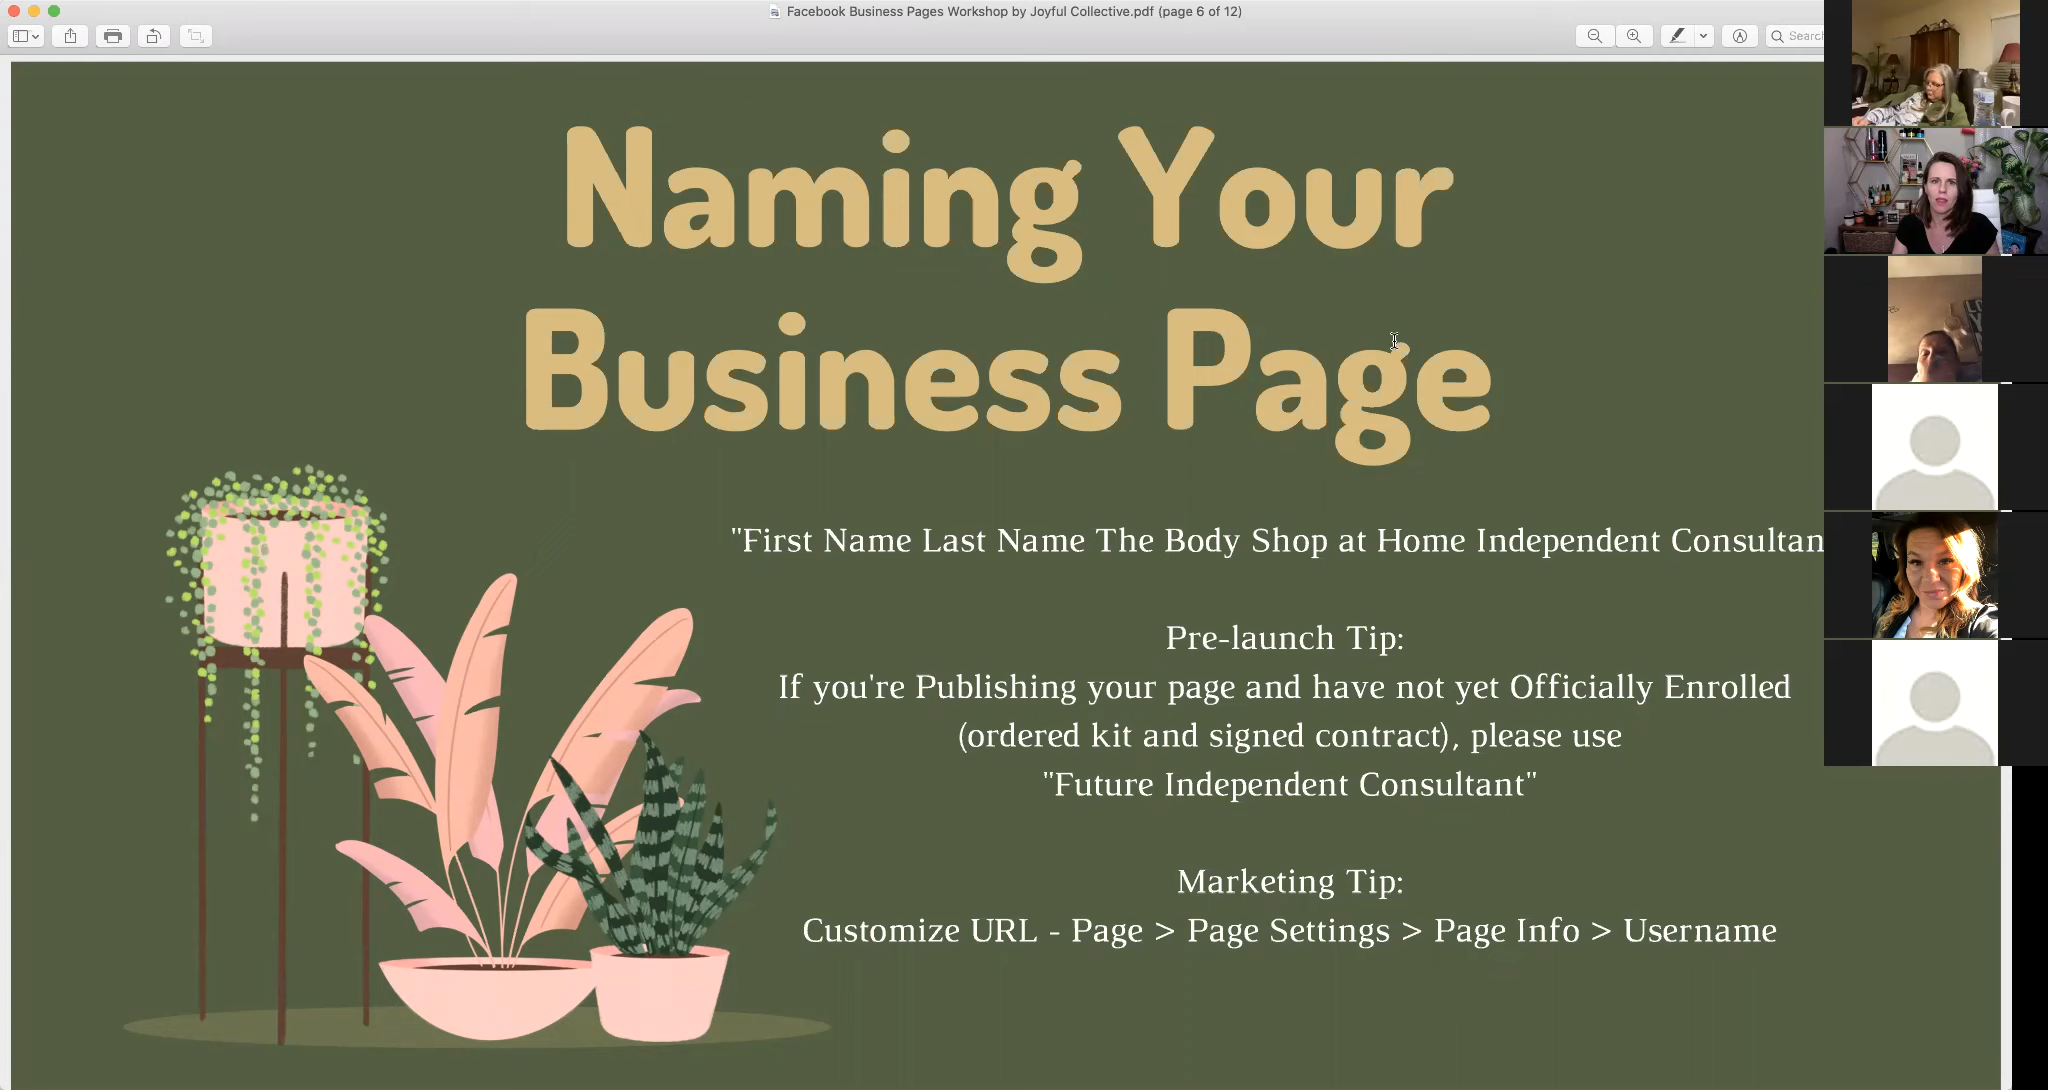 Facebook Business Pages Workshop by Joyful Collective.pdf (page 6 of 12)
Search
Naming Your
Business Page
"First Name Last Name The Body Shop at Home Independent Consultan
Pre-launch Tip:
If you're Publishing your page and have not yet Officially Enrolled
(ordered kit and signed contract), please use
"Future Independent Consultant"
Marketing Tip:
Customize URL - Page > Page Settings > Page Info > Username